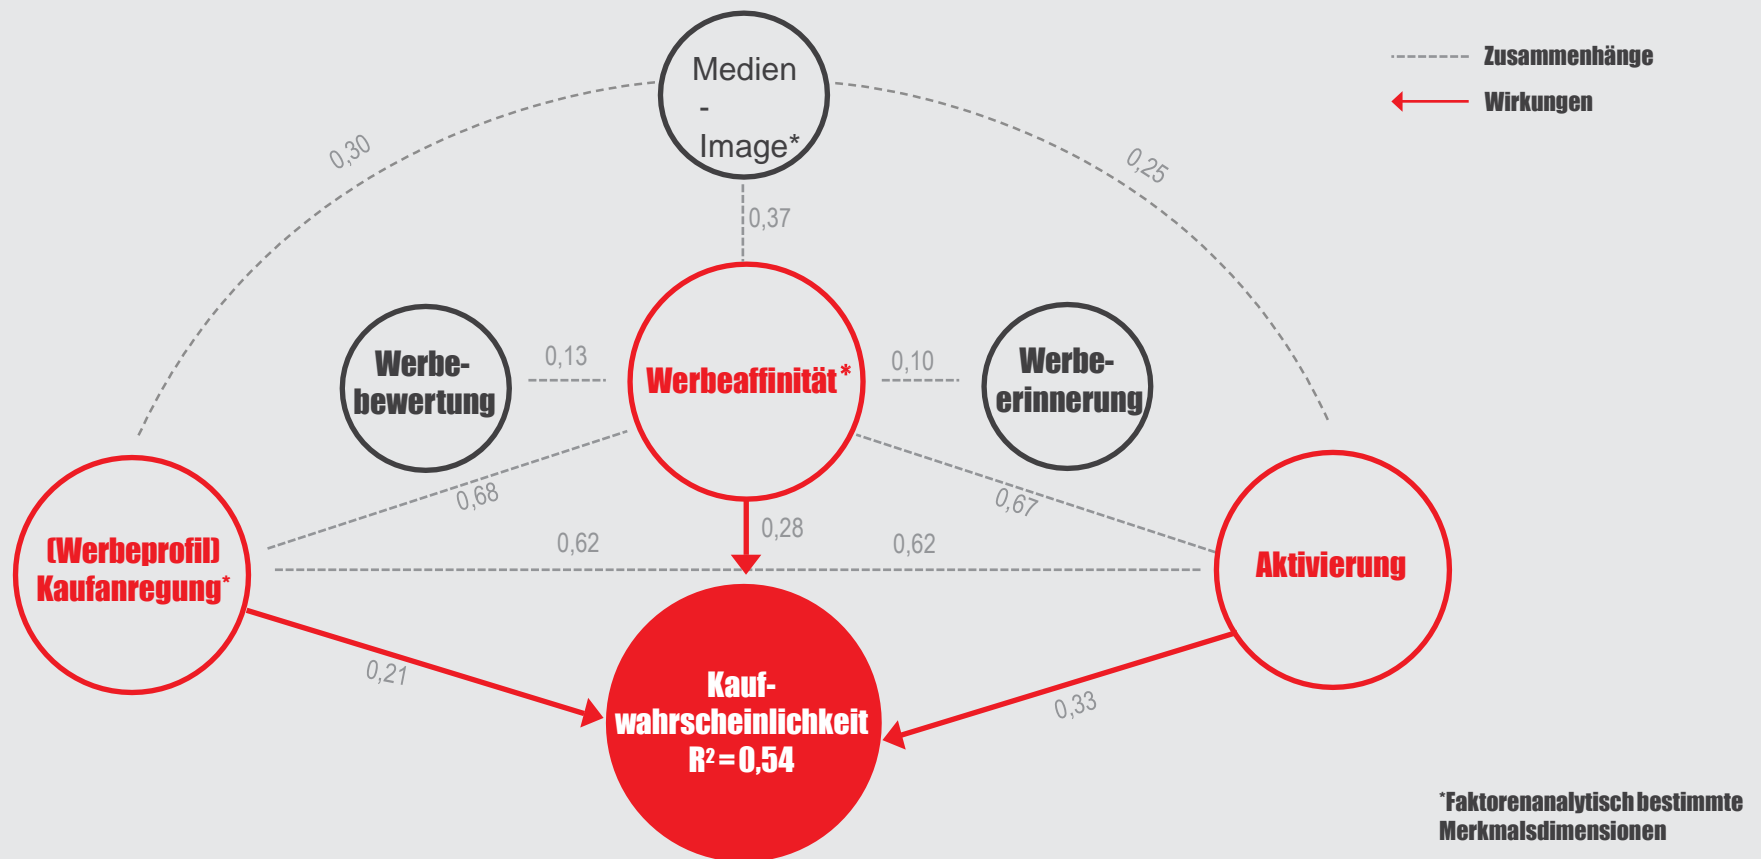 Medien
-
Image*
Zusammenhänge
Wirkungen
0,30
0,25
0,37
Werbe-
bewertung
0,13
Werbeaffinität*
0,10
Werbe-
erinnerung
0,68
0,67
(Werbeprofil)
Kaufanregung*
0,62
0,28
0,62
Aktivierung
0,21
0,33
Kauf-
wahrscheinlichkeit
R² = 0,54
*Faktorenanalytisch bestimmte
Merkmalsdimensionen